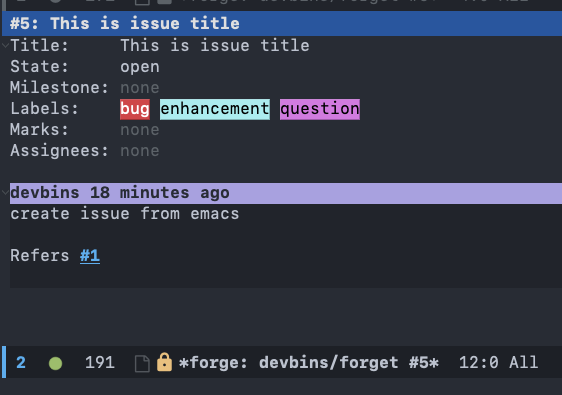 #5: This is issue title
Title: This is issue title
State: open
Milestone: none
Labels: bug enhancement question
Marks: none
Assignees: none
devbins 18 minutes ago
create issue from emacs
Refers #1
2 191 *forge: devbins/forget #5* 12:0 All